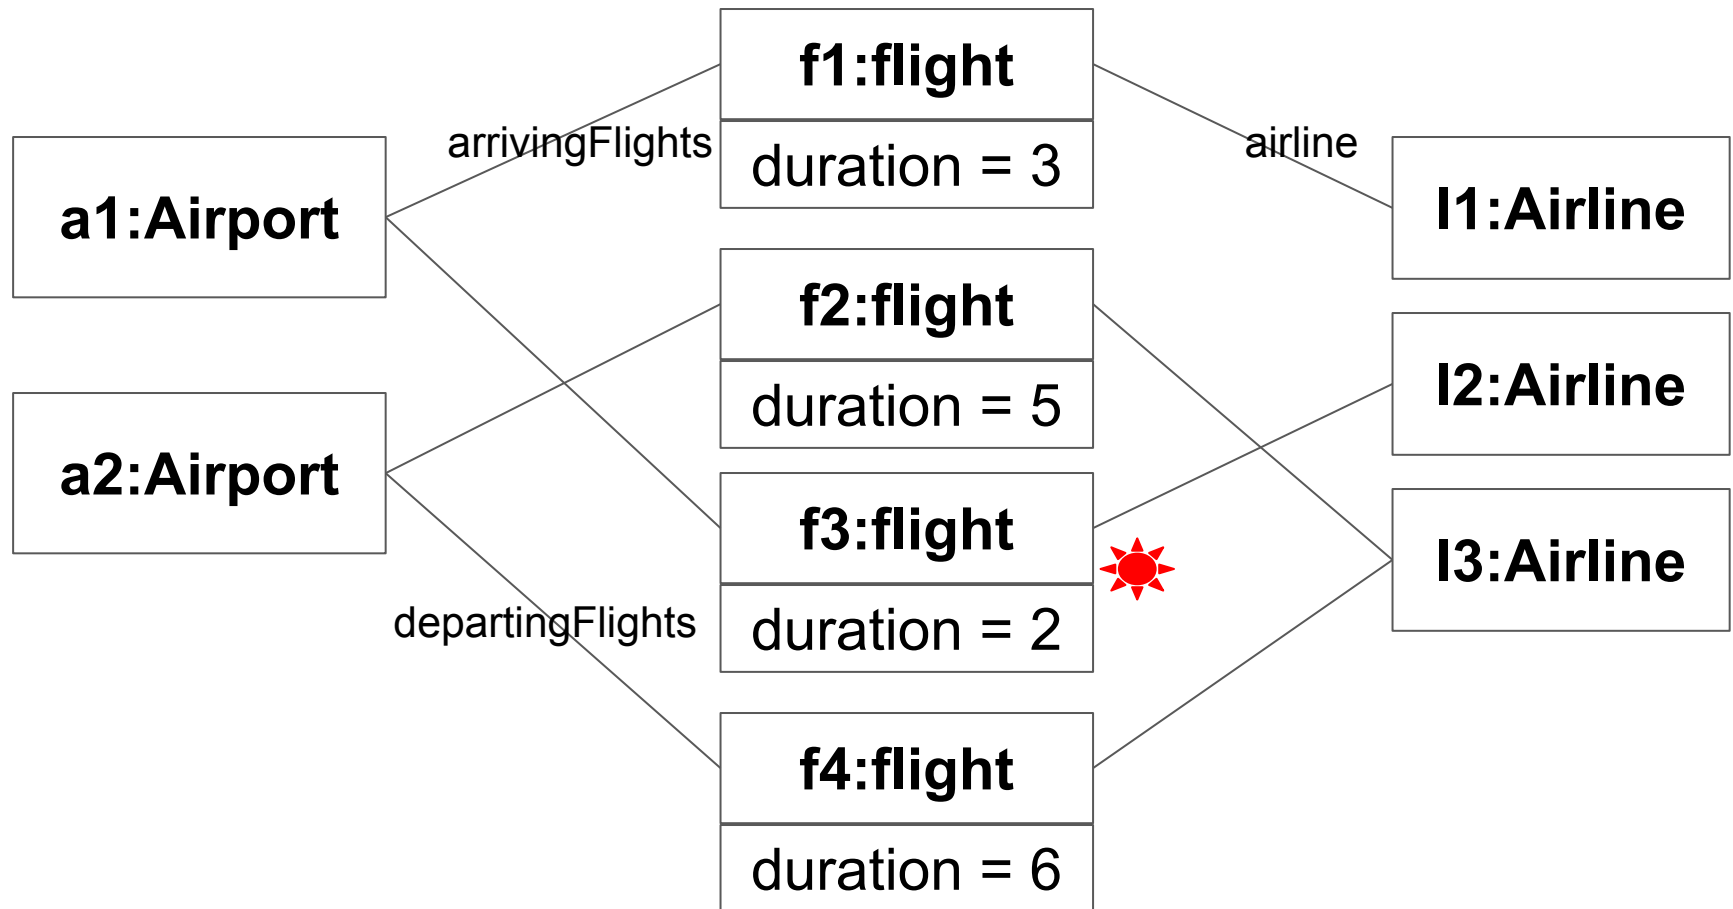 f1:flight
arrivingFlights
airline
duration = 3
a1:Airport
l1:Airline
f2:flight
l2:Airline
duration = 5
a2:Airport
f3:flight
l3:Airline
departingFlights
duration = 2
f4:flight
duration = 6